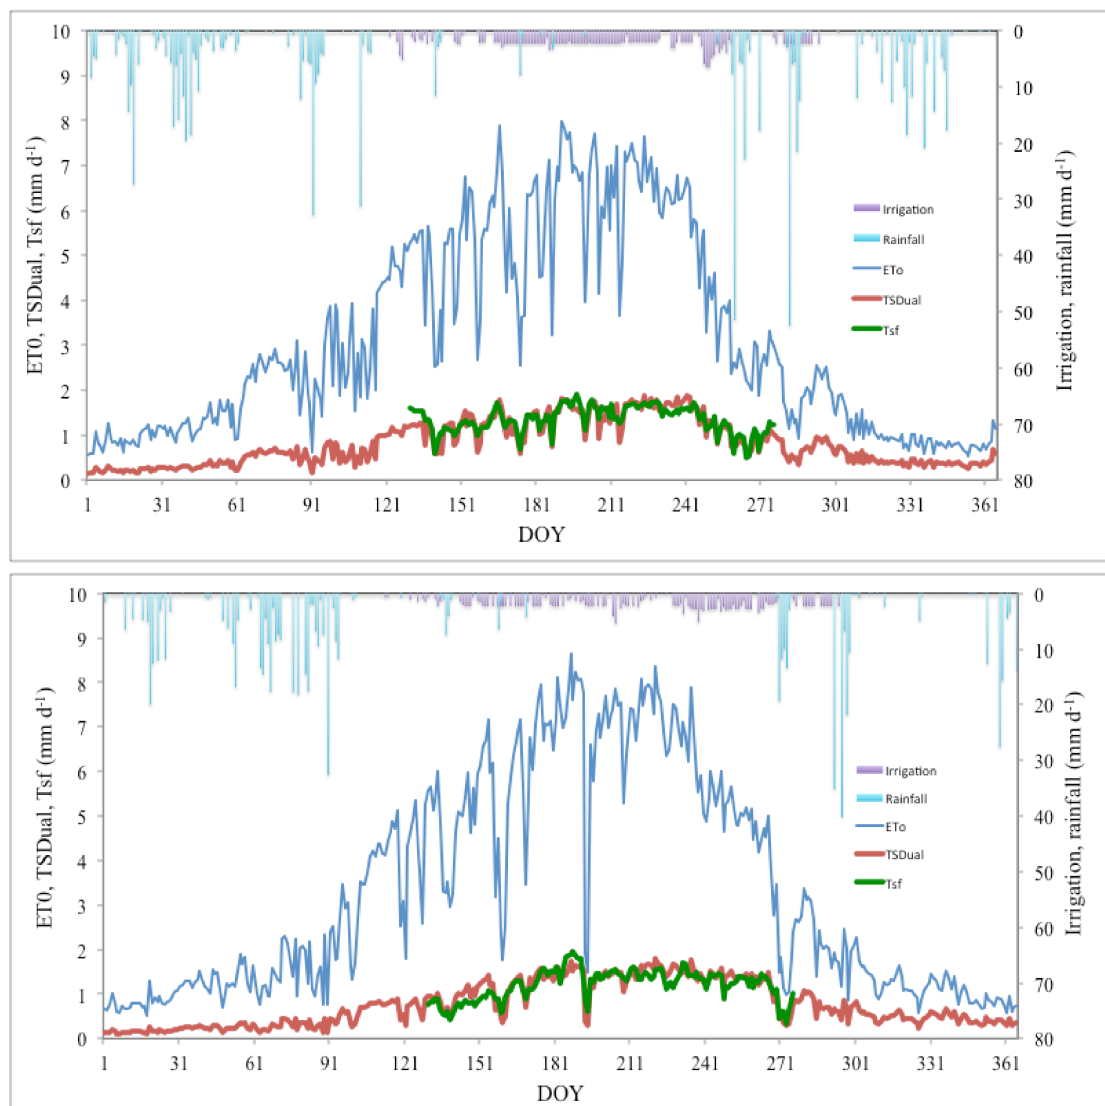 10
9
8
7
6
5
4
3
2
1
0
ET0, TSDual, Tsf (mm d-1)
0
10
20
30
40
50
60
70
80
Irrigation, rainfall (mm d-1)
Irrigation
Rainfall
ETo
TSDual
Tsf
1 31 61 91 121 151 181 211 241 271 301 331 361
DOY
10
9
8
7
6
5
4
3
2
1
0
ET0, TSDual, Tsf (mm d-1)
0
10
20
30
40
50
60
70
80
Irrigation, rainfall (mm d-1)
Irrigation
Rainfall
ETo
TSDual
Tsf
1 31 61 91 121 151 181 211 241 271 301 331 361
DOY